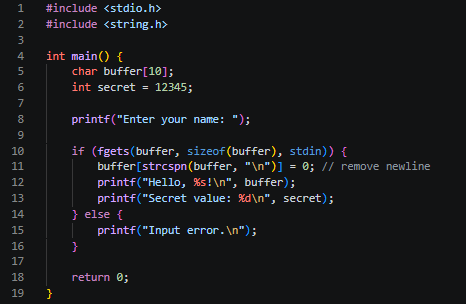 1 #include <stdio.h>
2 #include <string.h>
3
4 int main() {
5     char buffer[10];
6     int secret = 12345;
7
8     printf("Enter your name: ");
9
10     if (fgets(buffer, sizeof(buffer), stdin)) {
11         buffer[strcspn(buffer, "\n")] = 0; // remove newline
12         printf("Hello, %s!\n", buffer);
13         printf("Secret value: %d\n", secret);
14     } else {
15         printf("Input error.\n");
16     }
17
18     return 0;
19 }